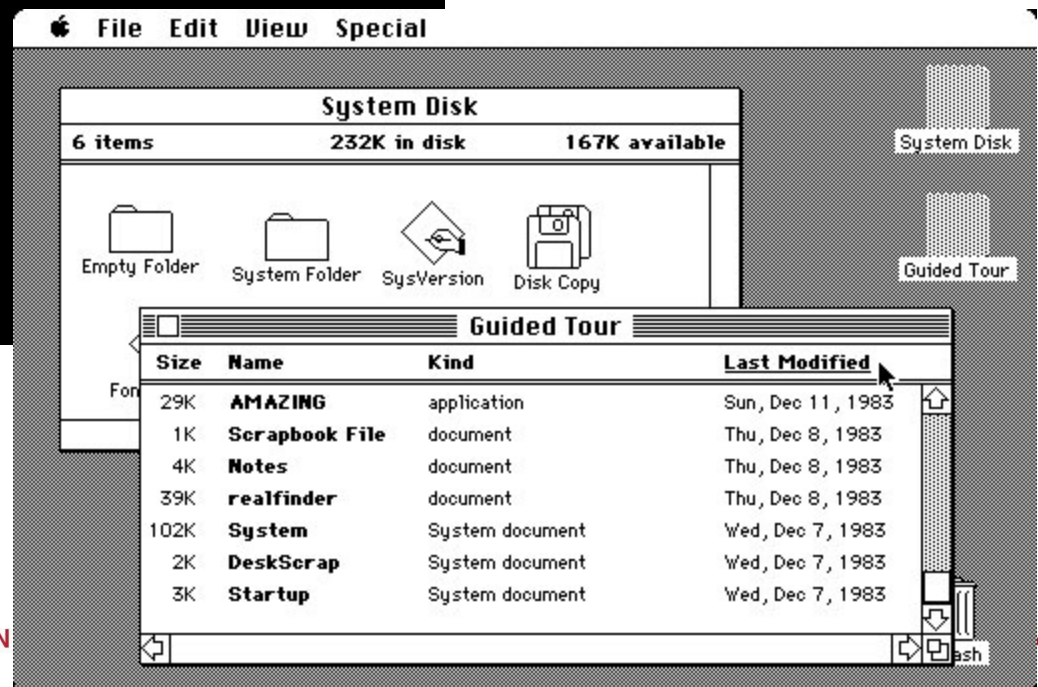 File Edit View Special
System Disk
6 items 232K in disk 167K available
System Disk
Empty Folder System Folder SysVersion Disk Copy
Guided Tour
Guided Tour
Size Name Kind Last Modified
Fon
29K AMAZING application Sun, Dec 11, 1983
1K Scrapbook File document Thu, Dec 8, 1983
4K Notes document Thu, Dec 8, 1983
39K realfinder document Thu, Dec 8, 1983
102K System System document Wed, Dec 7, 1983
2K DeskScrap System document Wed, Dec 7, 1983
3K Startup System document Wed, Dec 7, 1983
N
ash